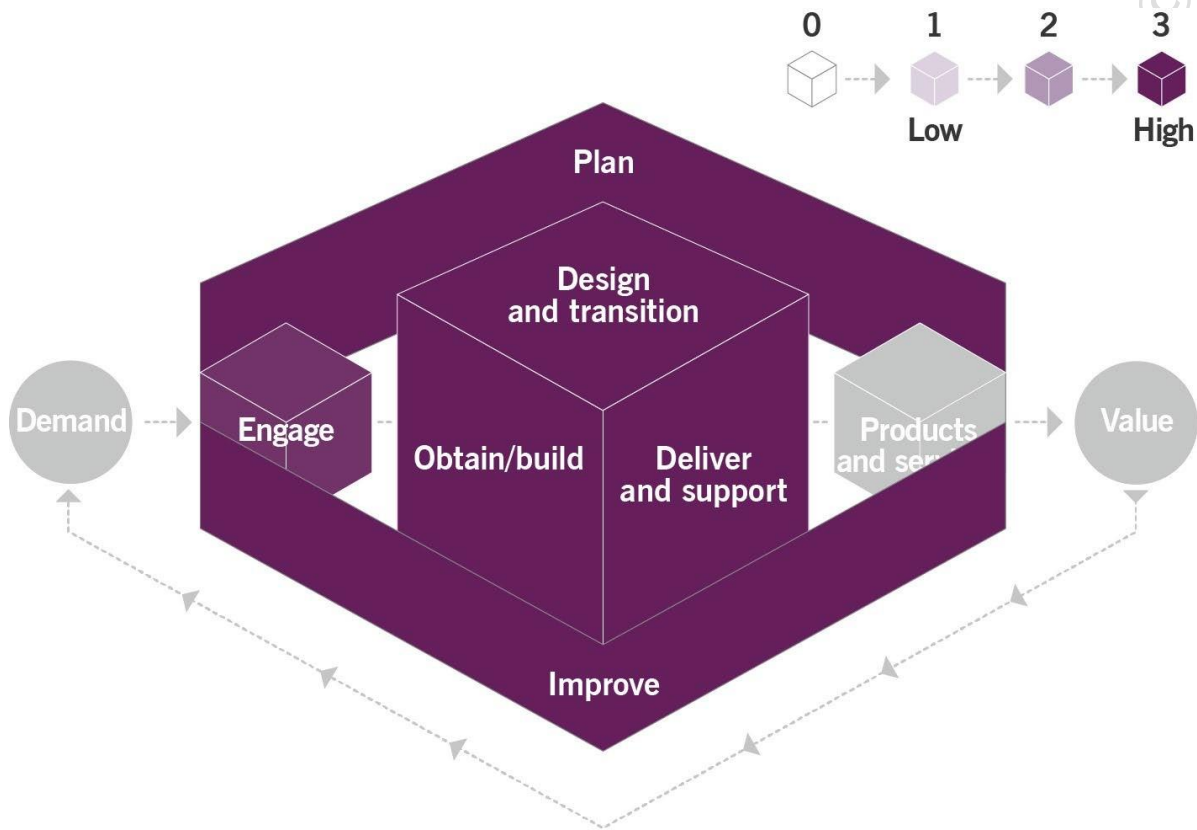 0 1 2 3
Low High
Plan
Design
and transition
Demand
Engage
Obtain/build
Deliver
and support
Products
and
Value
Improve